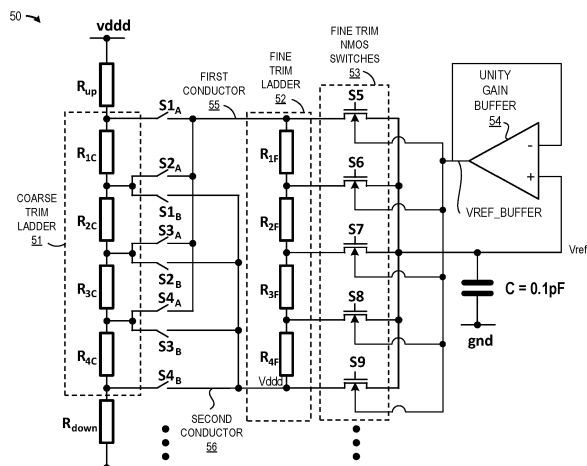 50
vddd
Rup
S1A
R1C
S2A
R2C
S1B
S3A
COARSE
TRIM
LADDER
51
S2B
R3C
S4A
S3B
R4C
S4B
Rdown
FIRST
CONDUCTOR
55
FINE
TRIM
LADDER
52
FINE TRIM
NMOS
SWITCHES
53
R1F
R2F
R3F
R4F
Vddd
SECOND
CONDUCTOR
56
S5
S6
S7
S8
S9
UNITY
GAIN
BUFFER
54
-
+
VREF_BUFFER
Vref
C = 0.1pF
gnd